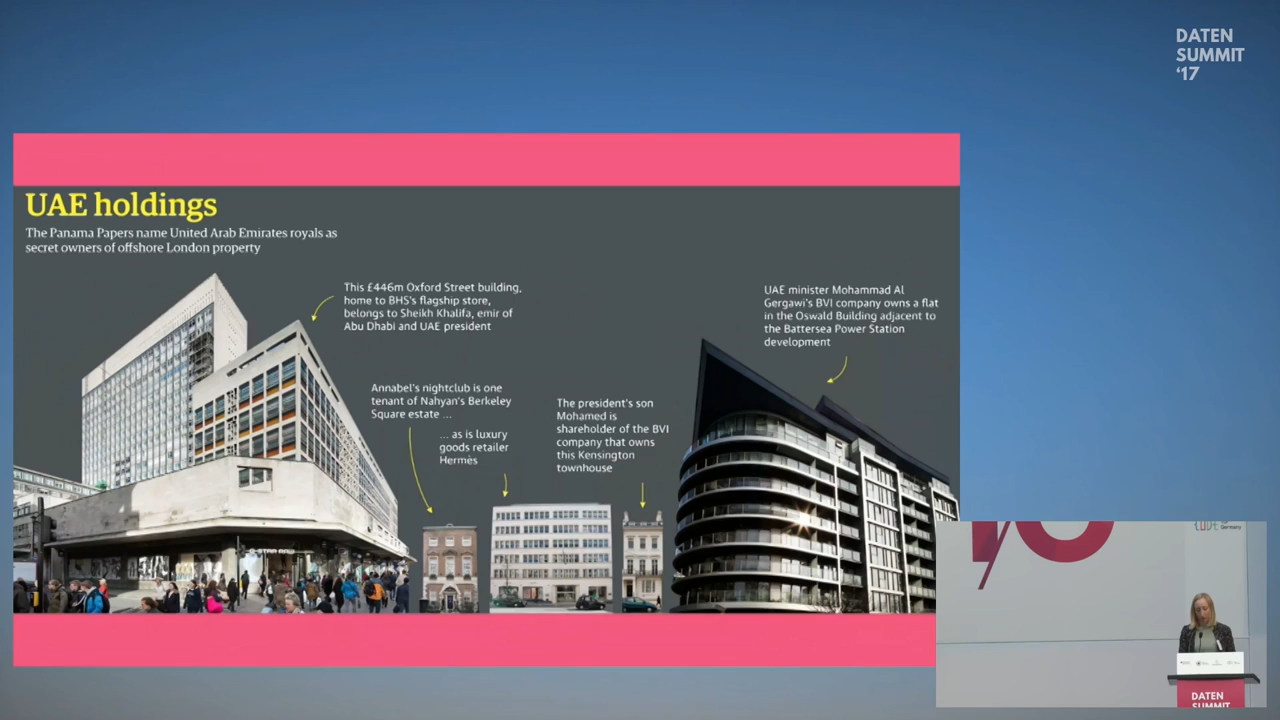 DATEN
SUMMIT
‘17
UAE holdings
The Panama Papers name United Arab Emirates royals as
secret owners of offshore London property
This £446m Oxford Street building,
home to BHS's flagship store,
belongs to Sheikh Khalifa, emir of
Abu Dhabi and UAE president
UAE minister Mohammad Al
Gergawi's BVI company owns a flat
in the Oswald Building adjacent to
the Battersea Power Station
development
Annabel's nightclub is one
tenant of Nahyan's Berkeley
Square estate ...
... as is luxury
goods retailer
Hermès
The president's son
Mohamed is
shareholder of the BVI
company that owns
this Kensington
townhouse
G-STAR RAW
Germany
DATEN
SUMMIT